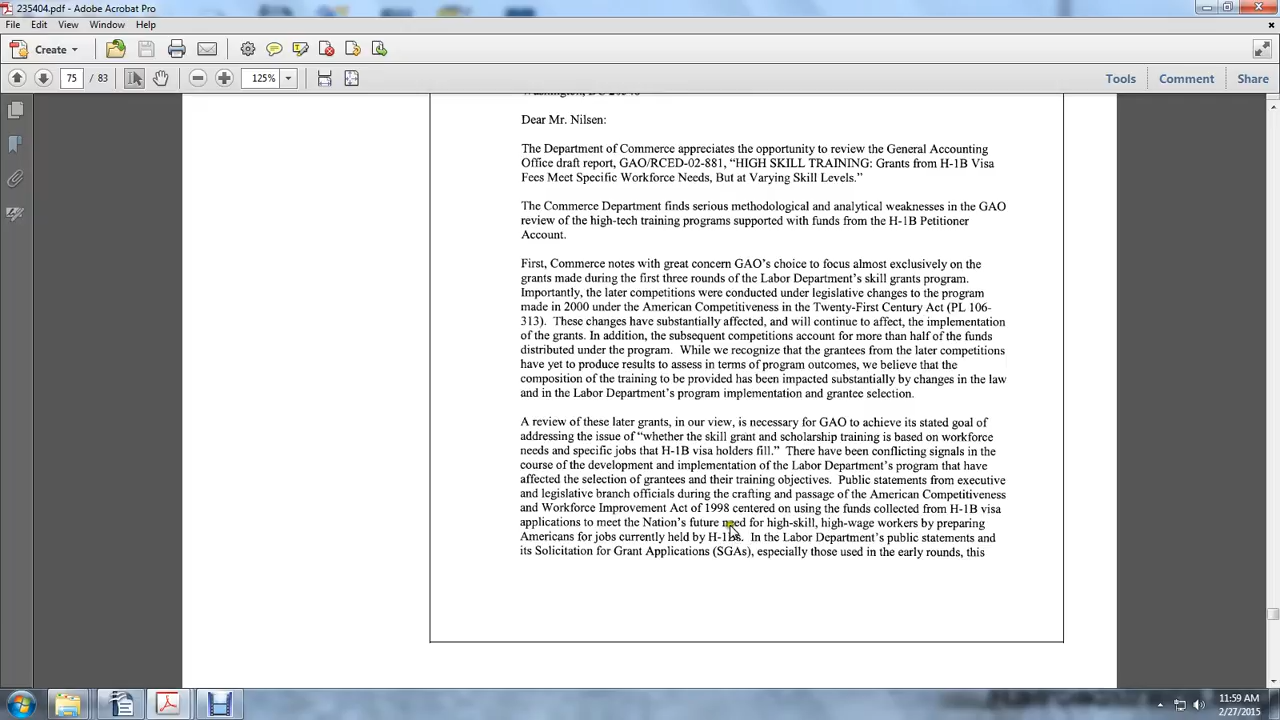 235404.pdf - Adobe Acrobat Pro
File Edit View Window Help
Create 75 / 83 125% Tools Comment Share
Dear Mr. Nilsen:
The Department of Commerce appreciates the opportunity to review the General Accounting
Office draft report, GAO/RCED-02-881, “HIGH SKILL TRAINING: Grants from H-1B Visa
Fees Meet Specific Workforce Needs, But at Varying Skill Levels.”
The Commerce Department finds serious methodological and analytical weaknesses in the GAO
review of the high-tech training programs supported with funds from the H-1B Petitioner
Account.
First, Commerce notes with great concern GAO’s choice to focus almost exclusively on the
grants made during the first three rounds of the Labor Department’s skill grants program.
Importantly, the later competitions were conducted under legislative changes to the program
made in 2000 under the American Competitiveness in the Twenty-First Century Act (PL 106-
313). These changes have substantially affected, and will continue to affect, the implementation
of the grants. In addition, the subsequent competitions account for more than half of the funds
distributed under the program. While we recognize that the grantees from the later competitions
have yet to produce results to assess in terms of program outcomes, we believe that the
composition of the training to be provided has been impacted substantially by changes in the law
and in the Labor Department’s program implementation and grantee selection.
A review of these later grants, in our view, is necessary for GAO to achieve its stated goal of
addressing the issue of “whether the skill grant and scholarship training is based on workforce
needs and specific jobs that H-1B visa holders fill.” There have been conflicting signals in the
course of the development and implementation of the Labor Department’s program that have
affected the selection of grantees and their training objectives. Public statements from executive
and legislative branch officials during the crafting and passage of the American Competitiveness
and Workforce Improvement Act of 1998 centered on using the funds collected from H-1B visa
applications to meet the Nation’s future need for high-skill, high-wage workers by preparing
Americans for jobs currently held by H-1Bs. In the Labor Department’s public statements and
its Solicitation for Grant Applications (SGAs), especially those used in the early rounds, this
11:59 AM
2/27/2015